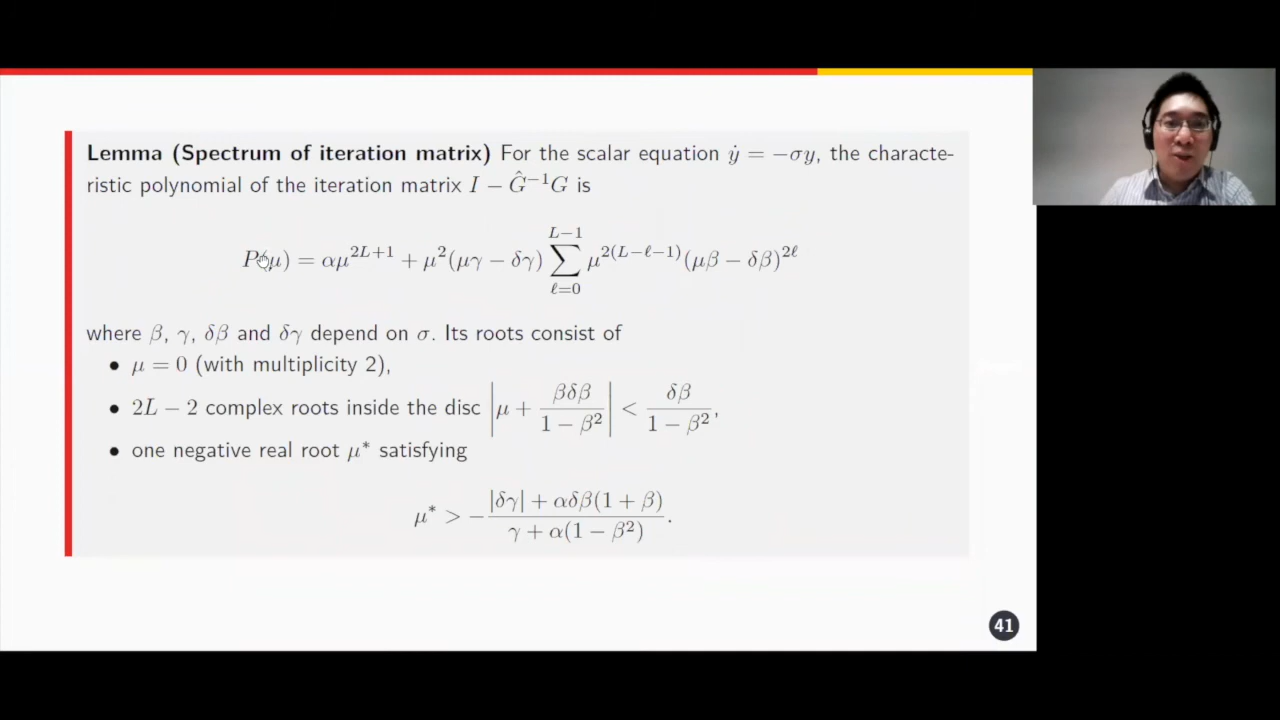 Lemma (Spectrum of iteration matrix) For the scalar equation ẏ = −σy, the characte-
ristic polynomial of the iteration matrix I − Ĝ⁻¹G is
P(μ) = αμ^{2L+1} + μ²(μγ − δγ) ∑_{ℓ=0}^{L−1} μ^{2(L−ℓ−1)}(μβ − δβ)^{2ℓ}
where β, γ, δβ and δγ depend on σ. Its roots consist of
• μ = 0 (with multiplicity 2),
• 2L − 2 complex roots inside the disc |μ + βδβ/(1 − β²)| < δβ/(1 − β²),
• one negative real root μ* satisfying
μ* > −(|δγ| + αδβ(1 + β))/(γ + α(1 − β²)).
41